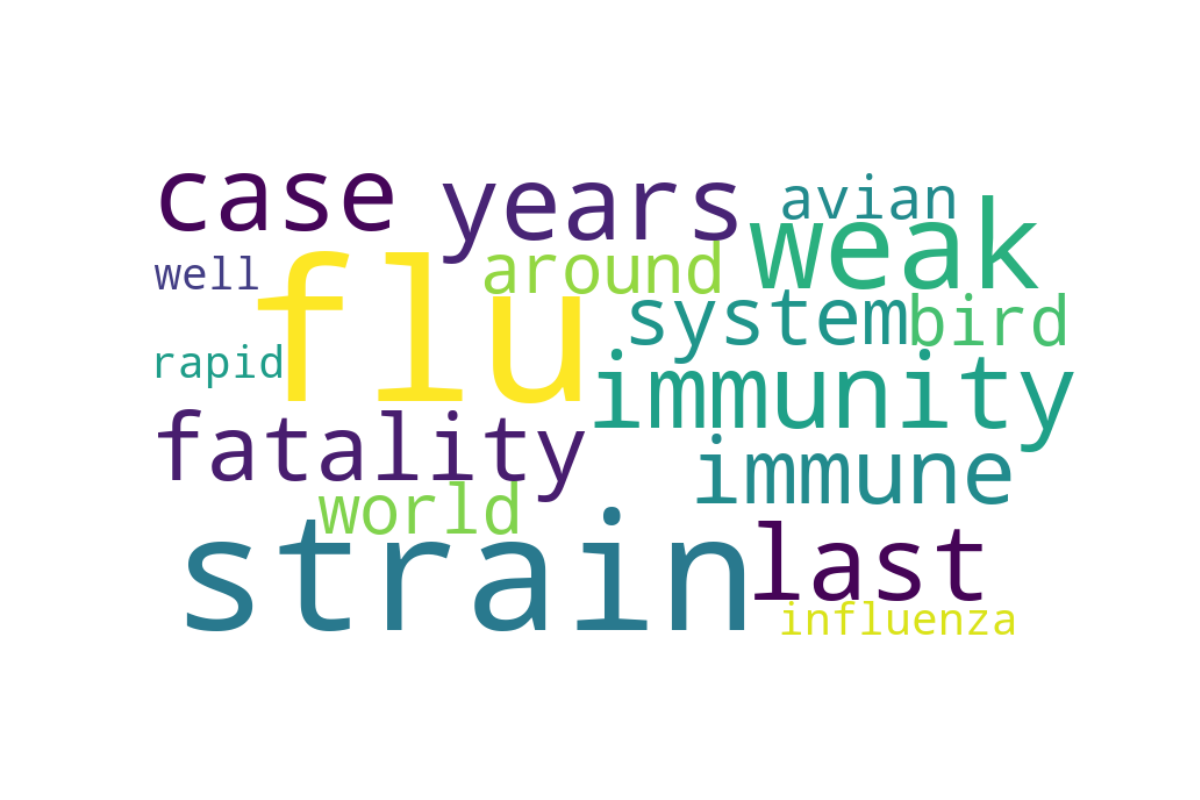 case years avian
weak
well around
flu system bird
rapid immunity
fatality immune
world
strain last
influenza